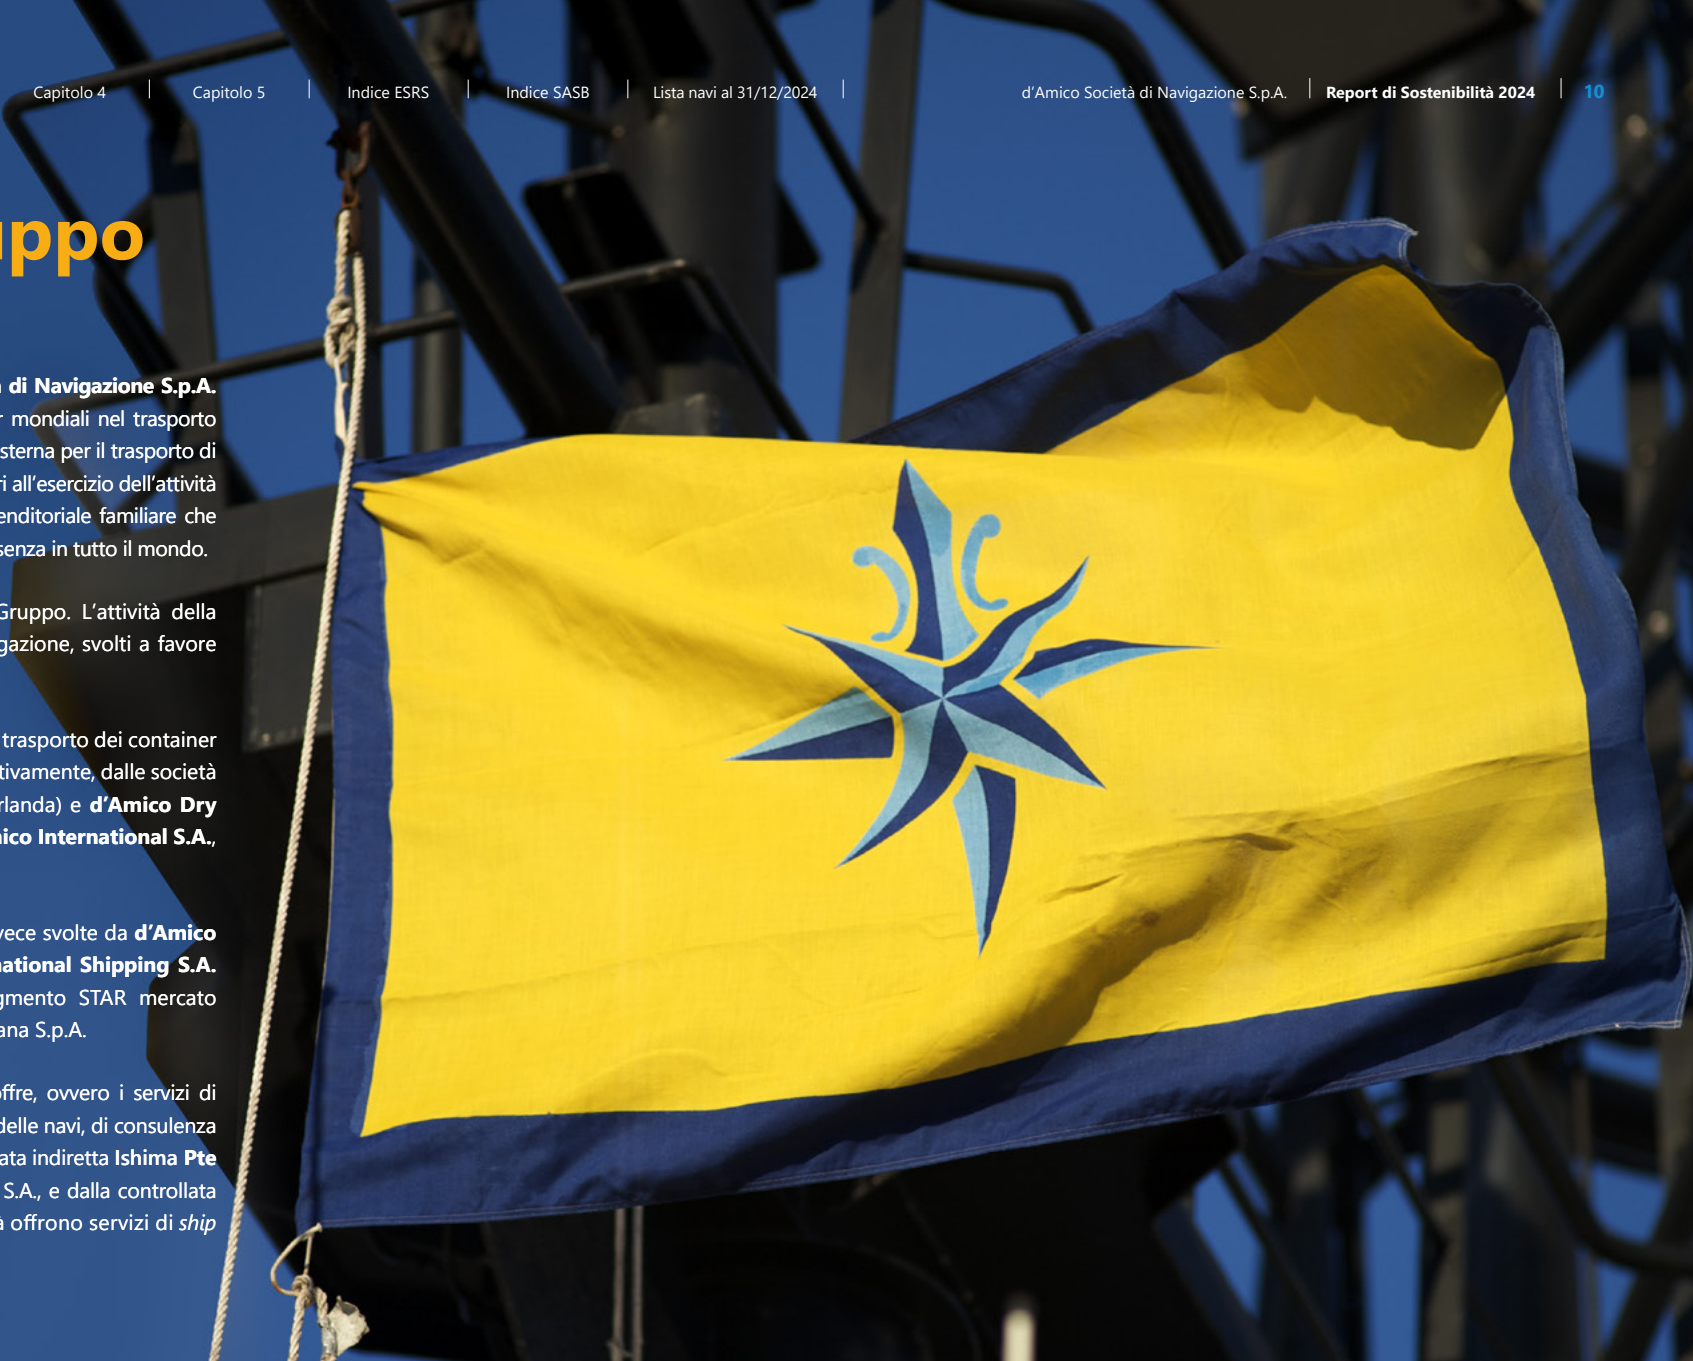 Capitolo 4 | Capitolo 5 | Indice ESRS | Indice SASB | Lista navi al 31/12/2024 | d’Amico Società di Navigazione S.p.A. | Report di Sostenibilità 2024 | 10
uppo
di Navigazione S.p.A.
r mondiali nel trasporto
sterna per il trasporto di
ri all’esercizio dell’attività
enditoriale familiare che
senza in tutto il mondo.
Gruppo. L’attività della
gazione, svolti a favore
trasporto dei container
tivamente, dalle società
rlanda) e d’Amico Dry
ico International S.A.,
vece svolte da d’Amico
national Shipping S.A.
gmento STAR mercato
ana S.p.A.
offre, ovvero i servizi di
delle navi, di consulenza
ata indiretta Ishima Pte
S.A., e dalla controllata
à offrono servizi di ship